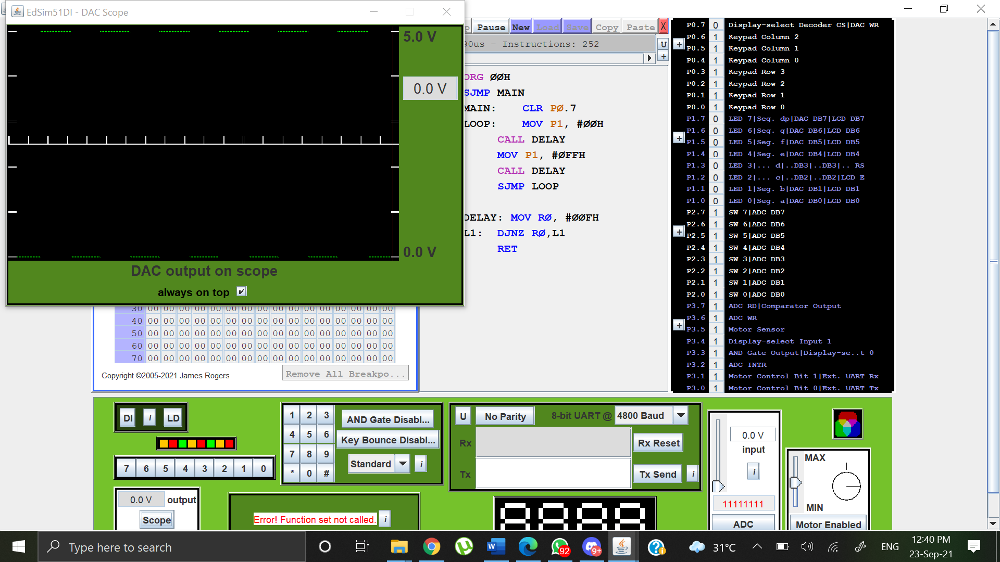 EdSim51DI - DAC Scope
5.0 V
0.0 V
0.0 V
DAC output on scope
always on top
Pause
New
Load
Save
Copy
Paste
X
90us - Instructions: 252
U
+
ORG ØØH
SJMP MAIN
MAIN: CLR PØ.7
LOOP: MOV P1, #ØØH
CALL DELAY
MOV P1, #ØFFH
CALL DELAY
SJMP LOOP
DELAY: MOV RØ, #ØØFH
L1: DJNZ RØ,L1
RET
P0.7 0 Display-select Decoder CS|DAC WR
P0.6 1 Keypad Column 2
+
P0.5 1 Keypad Column 1
P0.4 1 Keypad Column 0
P0.3 1 Keypad Row 3
P0.2 1 Keypad Row 2
P0.1 1 Keypad Row 1
P0.0 1 Keypad Row 0
P1.7 0 LED 7|Seg. dp|DAC DB7|LCD DB7
P1.6 0 LED 6|Seg. g|DAC DB6|LCD DB6
+
P1.5 0 LED 5|Seg. f|DAC DB5|LCD DB5
P1.4 0 LED 4|Seg. e|DAC DB4|LCD DB4
P1.3 0 LED 3|... d|..DB3|..DB3|.. RS
P1.2 0 LED 2|... c|..DB2|..DB2|LCD E
P1.1 0 LED 1|Seg. b|DAC DB1|LCD DB1
P1.0 0 LED 0|Seg. a|DAC DB0|LCD DB0
P2.7 1 SW 7|ADC DB7
P2.6 1 SW 6|ADC DB6
+
P2.5 1 SW 5|ADC DB5
P2.4 1 SW 4|ADC DB4
P2.3 1 SW 3|ADC DB3
P2.2 1 SW 2|ADC DB2
P2.1 1 SW 1|ADC DB1
P2.0 1 SW 0|ADC DB0
P3.7 1 ADC RD|Comparator Output
P3.6 1 ADC WR
+
P3.5 1 Motor Sensor
P3.4 1 Display-select Input 1
P3.3 1 AND Gate Output|Display-se..t 0
P3.2 1 ADC INTR
P3.1 1 Motor Control Bit 1|Ext. UART Rx
P3.0 1 Motor Control Bit 0|Ext. UART Tx
30 00 00 00 00 00 00 00 00 00 00 00 00 00 00 00 00
40 00 00 00 00 00 00 00 00 00 00 00 00 00 00 00 00
50 00 00 00 00 00 00 00 00 00 00 00 00 00 00 00 00
60 00 00 00 00 00 00 00 00 00 00 00 00 00 00 00 00
70 00 00 00 00 00 00 00 00 00 00 00 00 00 00 00 00
Copyright ©2005-2021 James Rogers
Remove All Breakpo...
DI i LD
7 6 5 4 3 2 1 0
0.0 V output
Scope
1 2 3
4 5 6
7 8 9
* 0 #
AND Gate Disabl...
Key Bounce Disabl...
Standard
i
Error! Function set not called.
i
U
No Parity
8-bit UART @ 4800 Baud
Rx
Rx Reset
Tx
Tx Send
i
8888
0.0 V
input
i
11111111
ADC
MAX
MIN
Motor Enabled
Type here to search
W
92
9+
31°C
ENG
12:40 PM
23-Sep-21